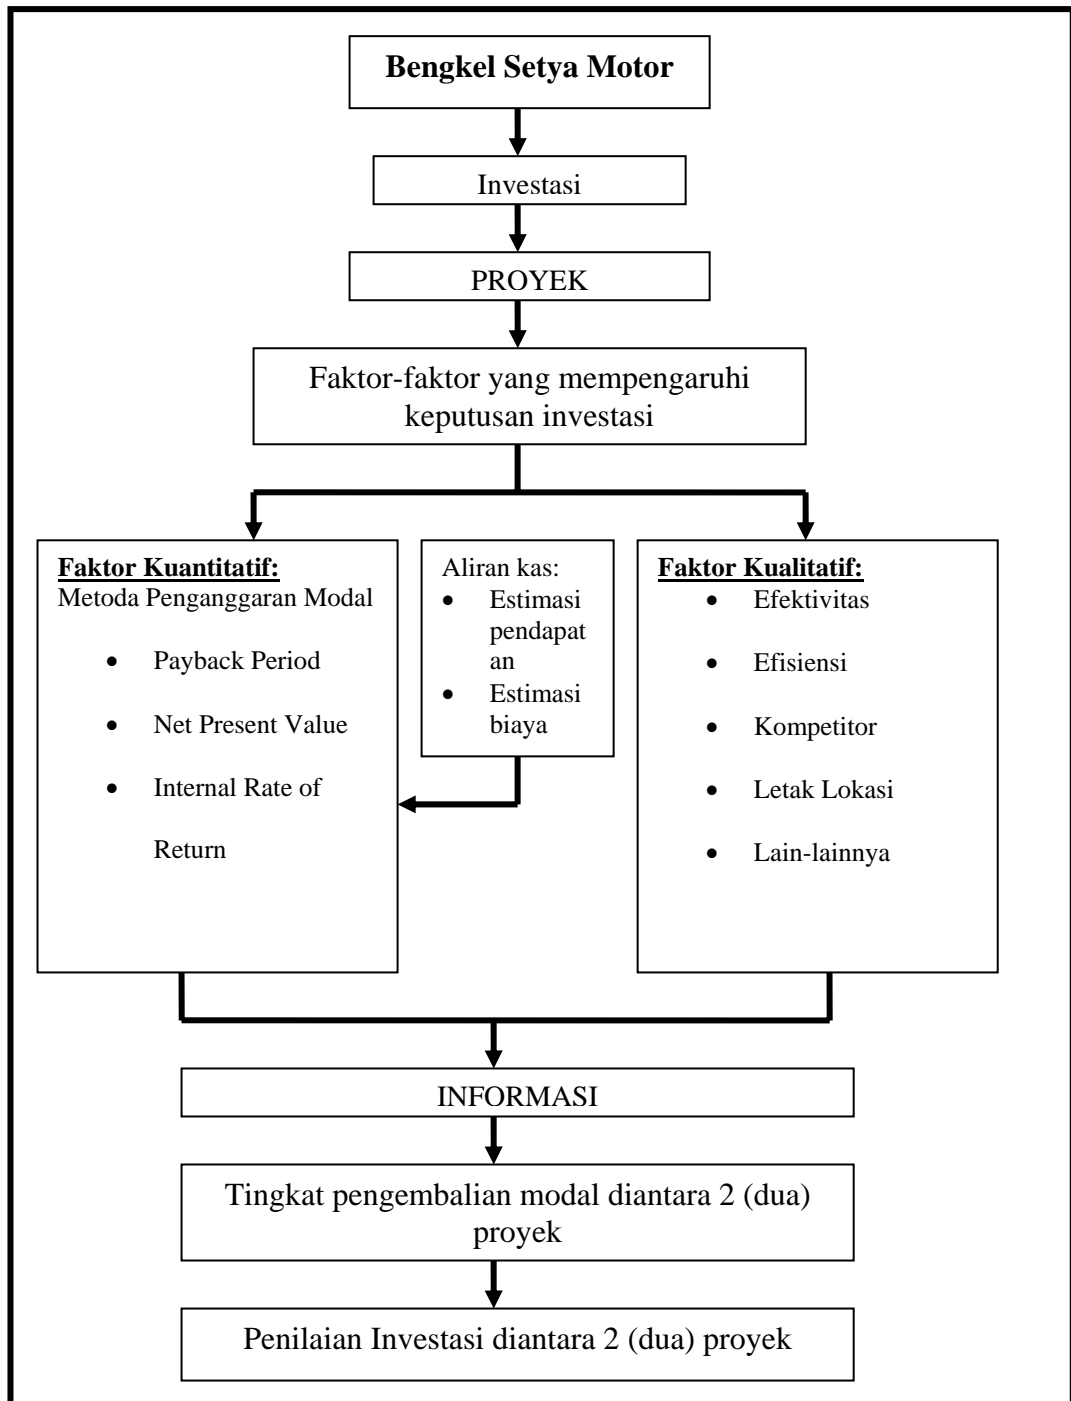 Bengkel Setya Motor
Investasi
PROYEK
Faktor-faktor yang mempengaruhi
keputusan investasi
Faktor Kuantitatif:
Metoda Penganggaran Modal
• Payback Period
• Net Present Value
• Internal Rate of
Return
Aliran kas:
• Estimasi
pendapat
an
• Estimasi
biaya
Faktor Kualitatif:
• Efektivitas
• Efisiensi
• Kompetitor
• Letak Lokasi
• Lain-lainnya
INFORMASI
Tingkat pengembalian modal diantara 2 (dua)
proyek
Penilaian Investasi diantara 2 (dua) proyek